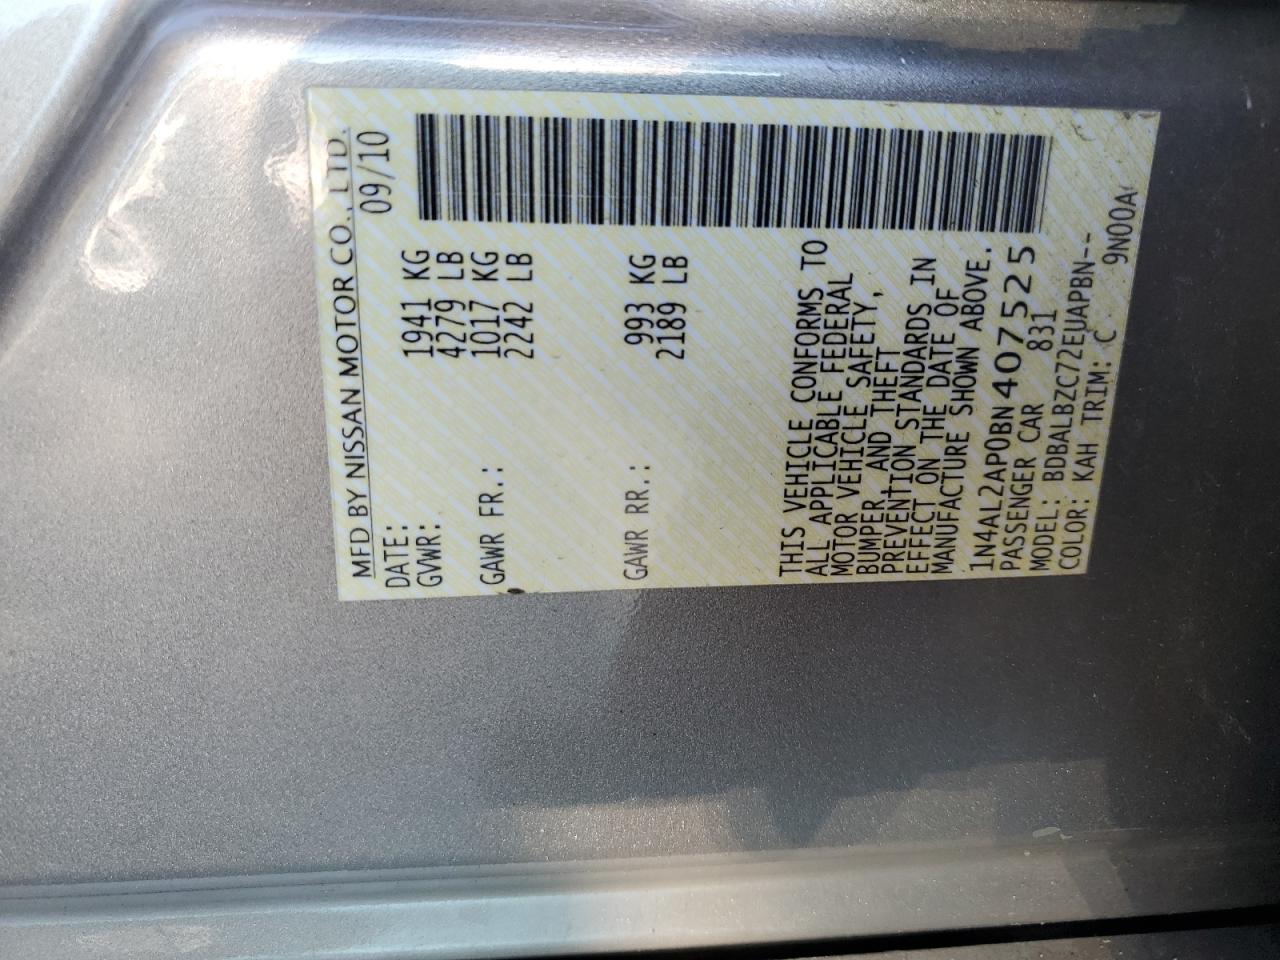 MFD BY NISSAN MOTOR CO., LTD.
DATE: 09/10
GVWR: 1941 KG
4279 LB
GAWR FR.: 1017 KG
2242 LB
GAWR RR.: 993 KG
2189 LB
THIS VEHICLE CONFORMS TO
ALL APPLICABLE FEDERAL
MOTOR VEHICLE SAFETY,
BUMPER, AND THEFT
PREVENTION STANDARDS IN
EFFECT ON THE DATE OF
MANUFACTURE SHOWN ABOVE.
1N4AL2AP0BN407525
PASSENGER CAR 831
MODEL: BDBALBZC72EUAPBN--
COLOR: KAH TRIM: C 9N00A